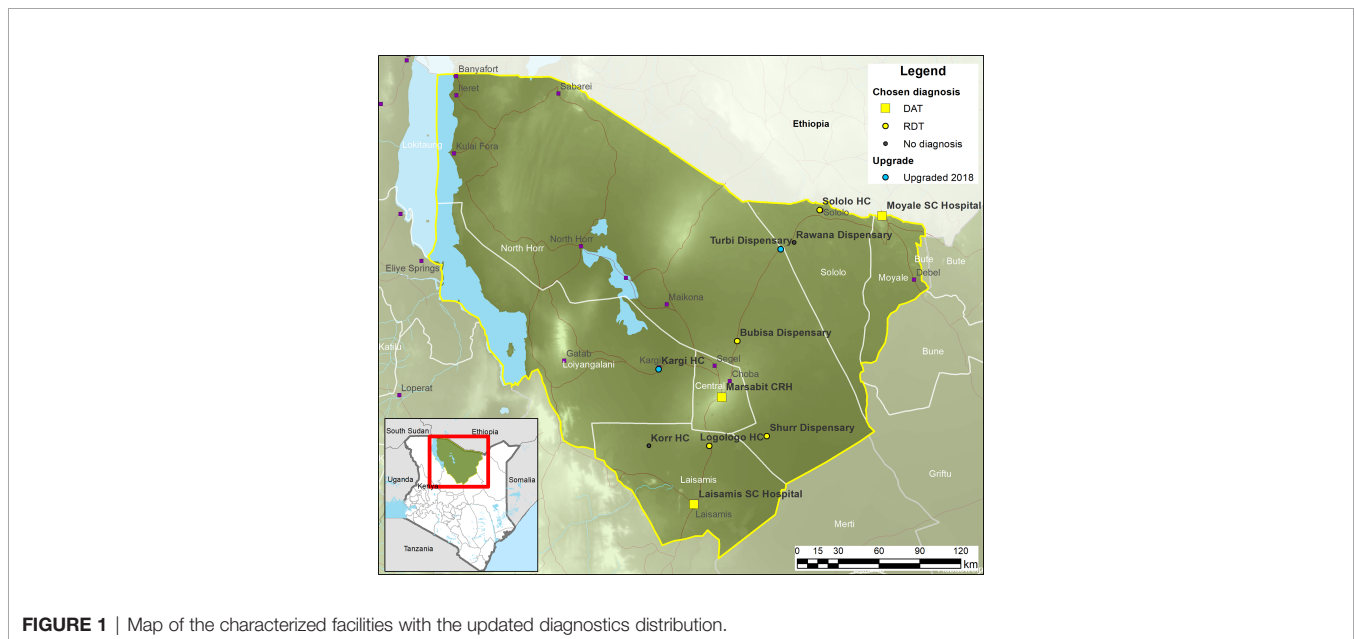 Banyafort
Ileret
Sabarei
Legend
Chosen diagnosis
DAT
RDT
No diagnosis
Upgrade
Upgraded 2018
Ethiopia
Lokitaung
Kulai Fora
Sololo HC
Sololo
Moyale SC Hospital
North Horr
North Horr
Turbi Dispensary
Rawana Dispensary
Eliye Springs
Sololo
Moyale
Bute
Bute
Debel
Maikona
Bubisa Dispensary
Katilu
Gatab
Loiyangalani
Kargi
Kargi HC
Segel
Choba
Bune
Loperat
Central
Marsabit CRH
Korr HC
Logologo HC
Shurr Dispensary
Griftu
Laisamis
Laisamis SC Hospital
Laisamis
Merti
South Sudan
Ethiopia
Uganda
Kenya
Somalia
Tanzania
0 15 30 60 90 120
km
FIGURE 1 | Map of the characterized facilities with the updated diagnostics distribution.